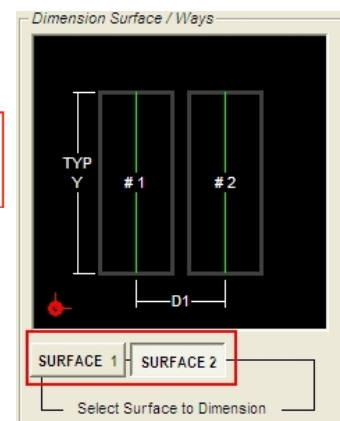 Dimension Surface / Ways
TYP
Y
# 1
# 2
D1
SURFACE 1
SURFACE 2
Select Surface to Dimension